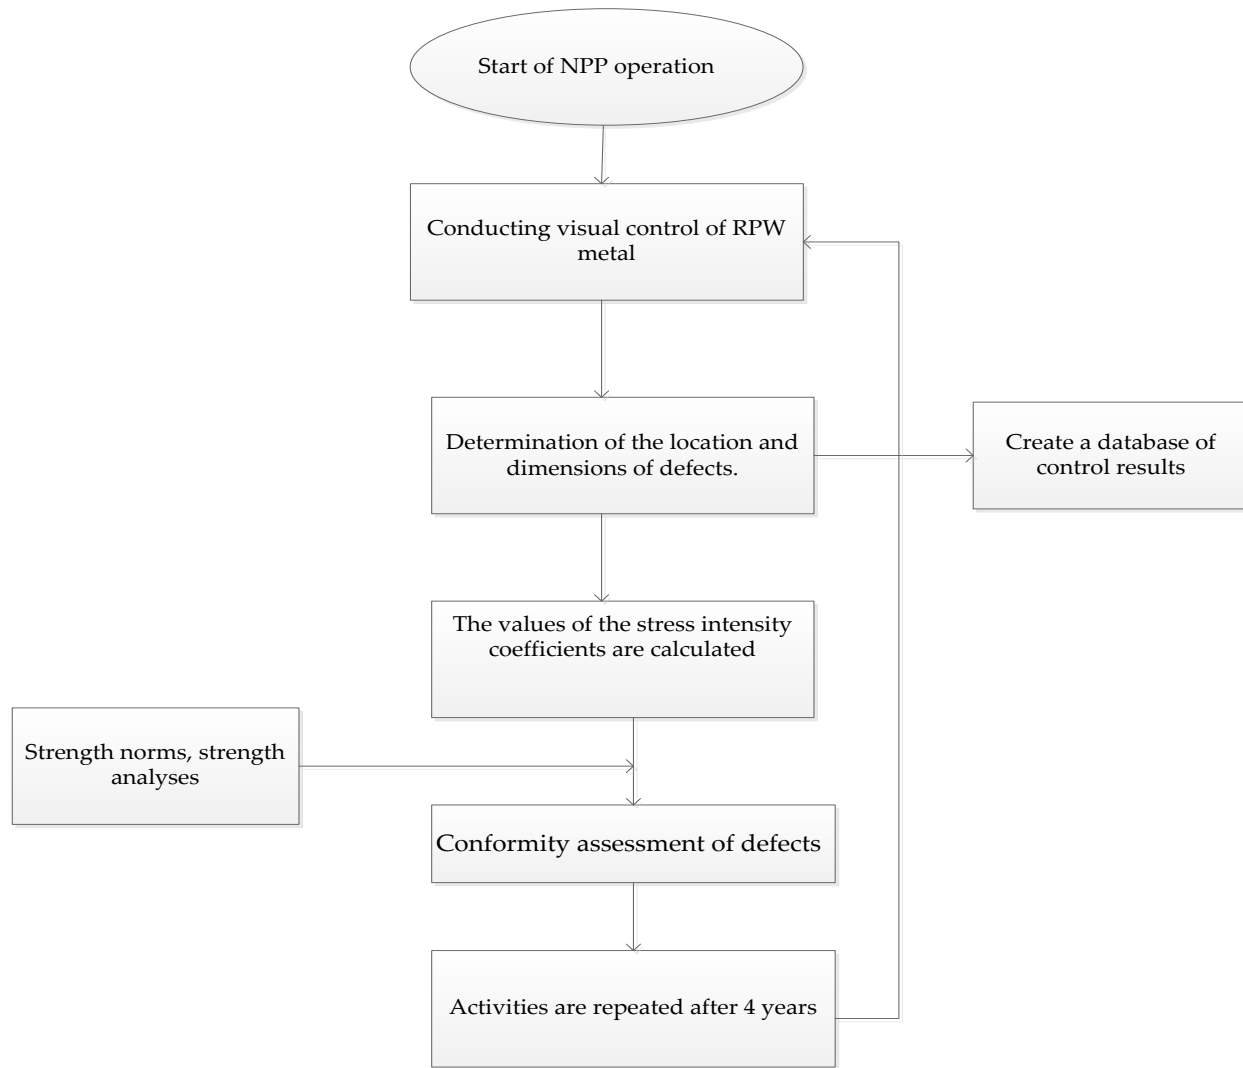 Start of NPP operation
Conducting visual control of RPW
metal
Determination of the location and
dimensions of defects.
Create a database of
control results
The values of the stress intensity
coefficients are calculated
Strength norms, strength
analyses
Conformity assessment of defects
Activities are repeated after 4 years